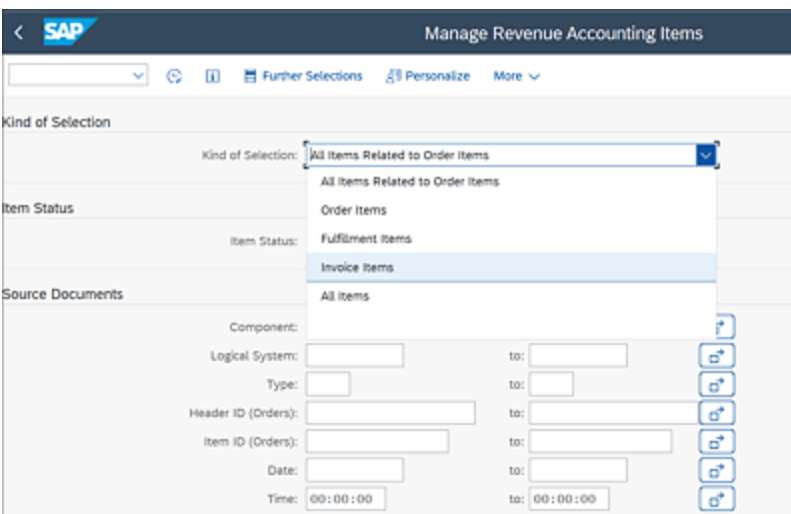 SAP Manage Revenue Accounting Items
Further Selections Personalize More
Kind of Selection
Kind of Selection: All Items Related to Order Items
All Items Related to Order Items
Order Items
Item Status
Item Status: Fulfillment Items
Invoice Items
Source Documents
All Items
Component:
Logical System: to:
Type: to:
Header ID (Orders): to:
Item ID (Orders): to:
Date: to:
Time: 00:00:00 to: 00:00:00